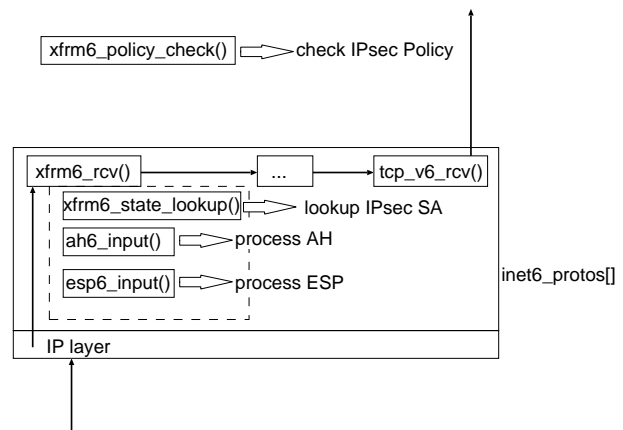 xfrm6_policy_check()
check IPsec Policy
xfrm6_rcv()
...
tcp_v6_rcv()
xfrm6_state_lookup()
lookup IPsec SA
ah6_input()
process AH
esp6_input()
process ESP
inet6_protos[]
IP layer